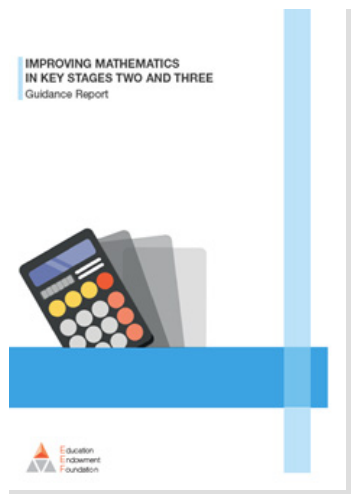 IMPROVING MATHEMATICS
IN KEY STAGES TWO AND THREE
Guidance Report
Education
Endowment
Foundation